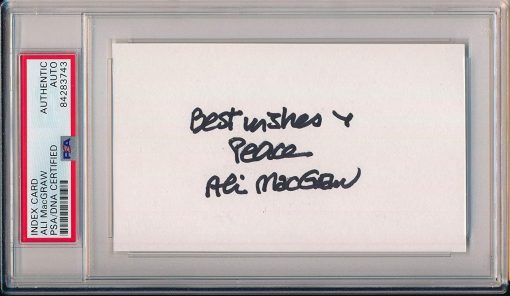 INDEX CARD
ALI MacGRAW
PSA/DNA CERTIFIED
AUTHENTIC
AUTO
84283743
PSA
Best wishes +
Peace
Ali MacGraw